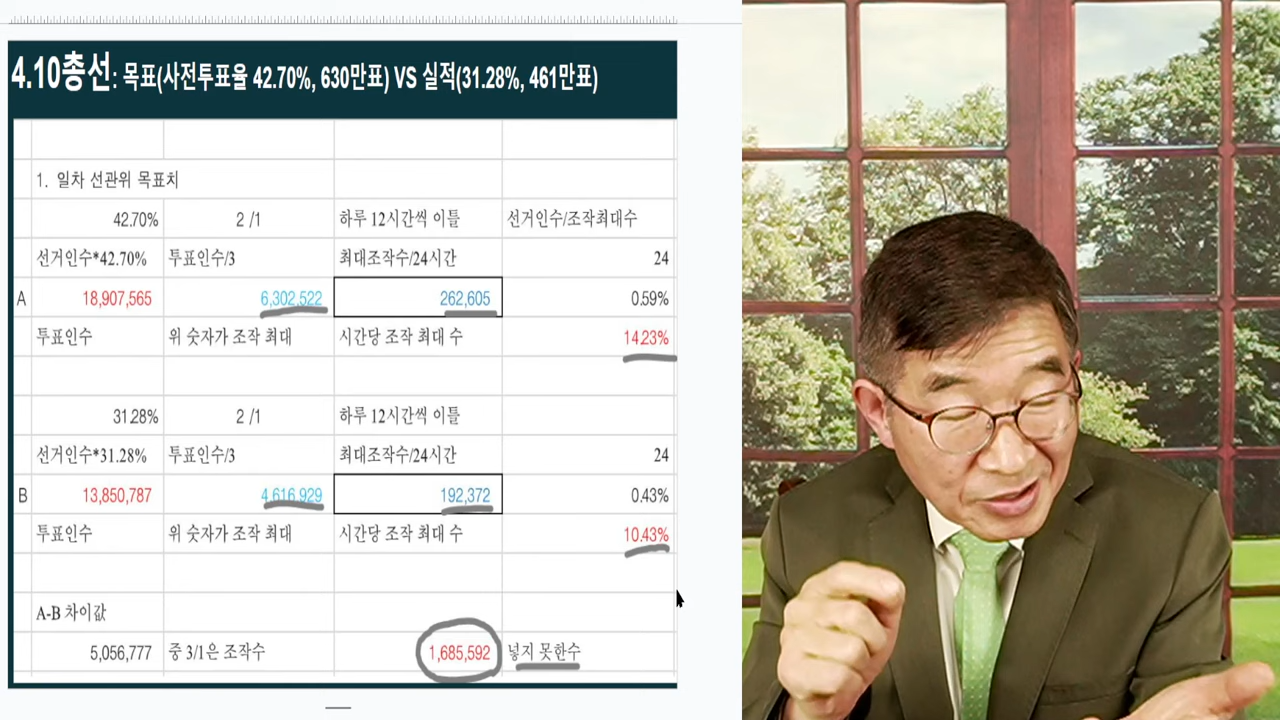 4.10총선: 목표(사전투표율 42.70%, 630만표) VS 실적(31.28%, 461만표)
1. 일차 선관위 목표치
42.70% 2 /1 하루 12시간씩 이틀 선거인수/조작최대수
선거인수*42.70% 투표인수/3 최대조작수/24시간 24
A 18,907,565 6,302,522 262,605 0.59%
투표인수 위 숫자가 조작 최대 시간당 조작 최대 수 14.23%
31.28% 2 /1 하루 12시간씩 이틀
선거인수*31.28% 투표인수/3 최대조작수/24시간 24
B 13,850,787 4,616,929 192,372 0.43%
투표인수 위 숫자가 조작 최대 시간당 조작 최대 수 10.43%
A-B 차이값
5,056,777 중 3/1은 조작수 1,685,592 넣지 못한수